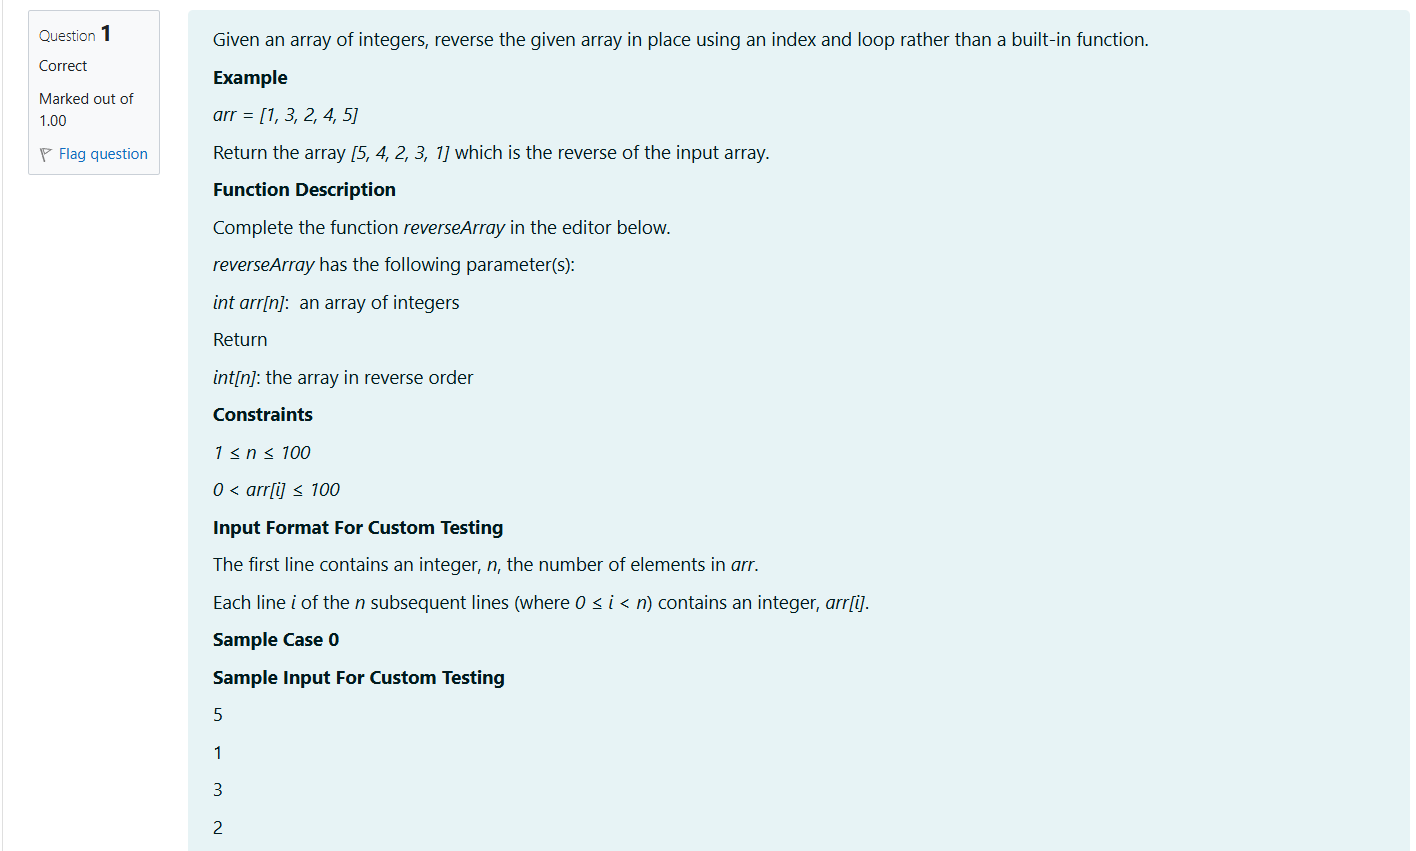 Question 1
Correct
Marked out of
1.00
Flag question
Given an array of integers, reverse the given array in place using an index and loop rather than a built-in function.
Example
arr = [1, 3, 2, 4, 5]
Return the array [5, 4, 2, 3, 1] which is the reverse of the input array.
Function Description
Complete the function reverseArray in the editor below.
reverseArray has the following parameter(s):
int arr[n]: an array of integers
Return
int[n]: the array in reverse order
Constraints
1 ≤ n ≤ 100
0 < arr[i] ≤ 100
Input Format For Custom Testing
The first line contains an integer, n, the number of elements in arr.
Each line i of the n subsequent lines (where 0 ≤ i < n) contains an integer, arr[i].
Sample Case 0
Sample Input For Custom Testing
5
1
3
2